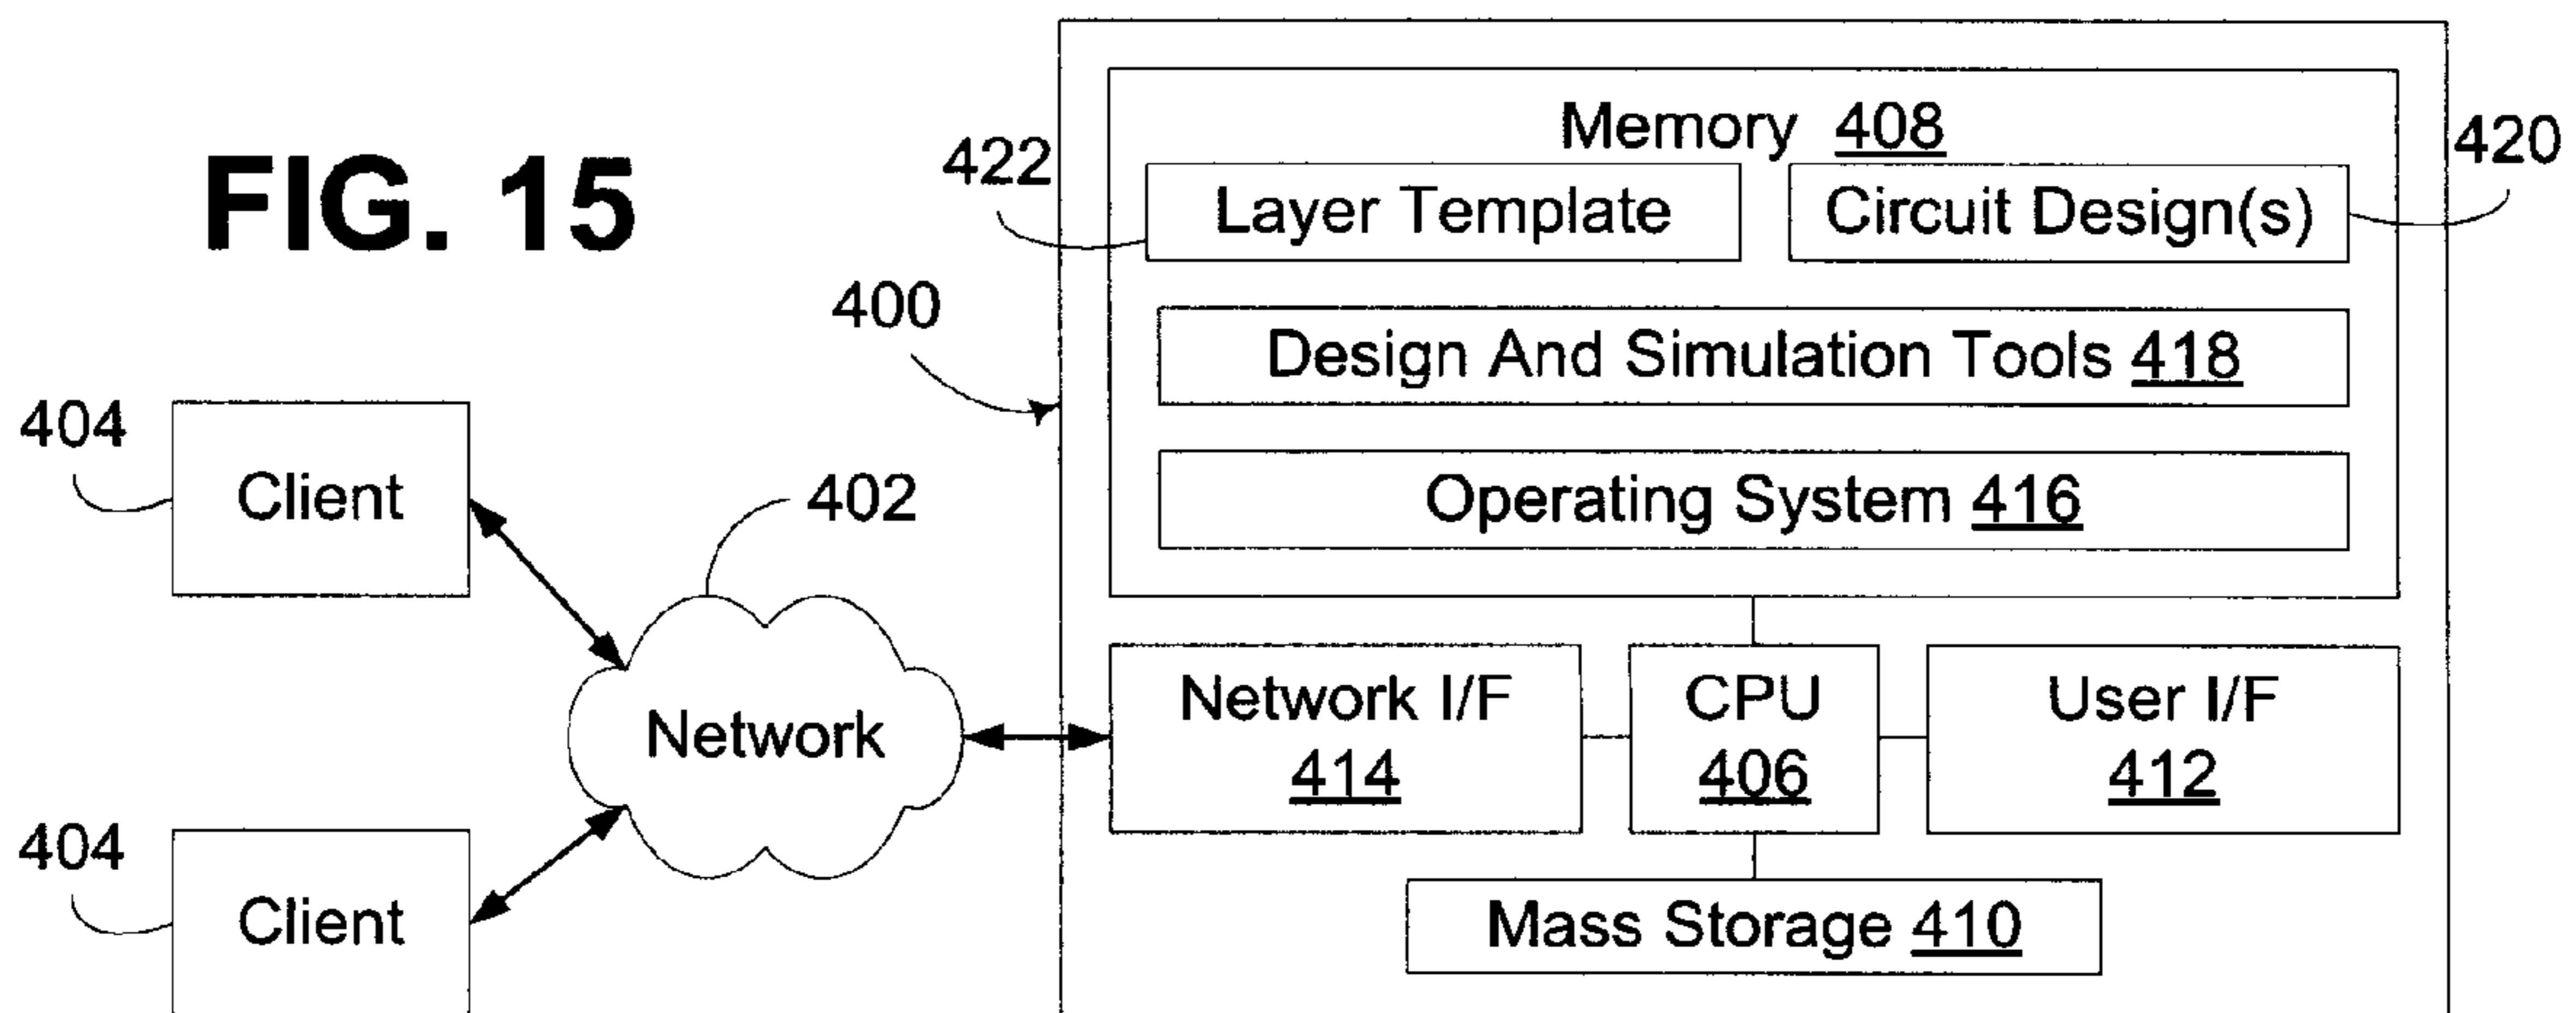 FIG. 15
Memory 408
422
420
Layer Template
Circuit Design(s)
400
Design And Simulation Tools 418
404
Client
402
Operating System 416
Network
Network I/F
414
CPU
406
User I/F
412
404
Client
Mass Storage 410